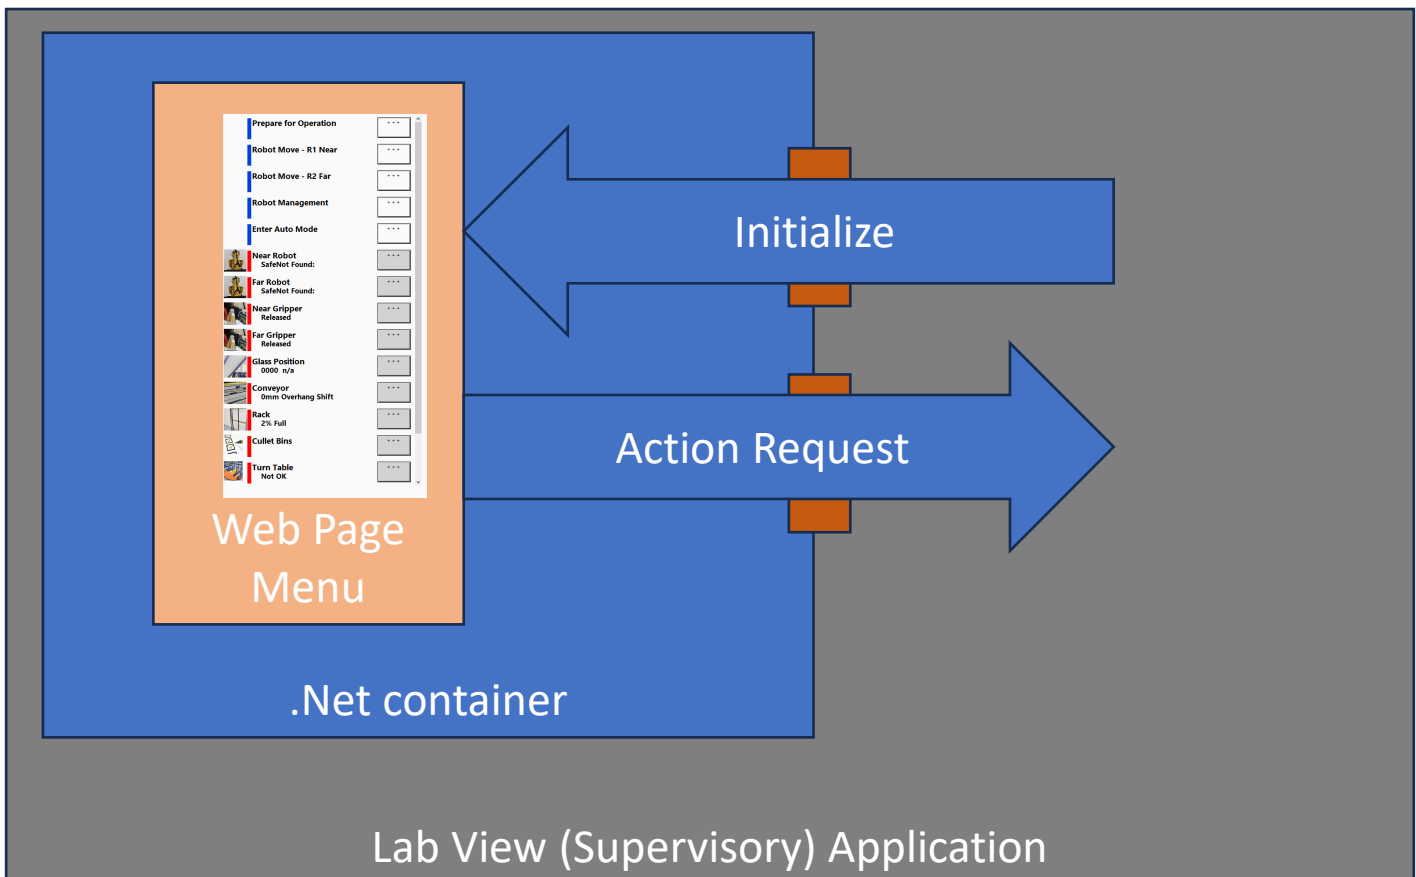 Prepare for Operation
- - -
Robot Move - R1 Near
- - -
Robot Move - R2 Far
- - -
Robot Management
- - -
Enter Auto Mode
- - -
Near Robot
- - -
SafeNot Found:
Far Robot
- - -
SafeNot Found:
Near Gripper
- - -
Released
Far Gripper
- - -
Released
Glass Position
- - -
0000 n/a
Conveyor
- - -
0mm Overhang Shift
Rack
- - -
2% Full
Cullet Bins
- - -
Turn Table
- - -
Not OK
Web Page
Menu
Initialize
Action Request
.Net container
Lab View (Supervisory) Application